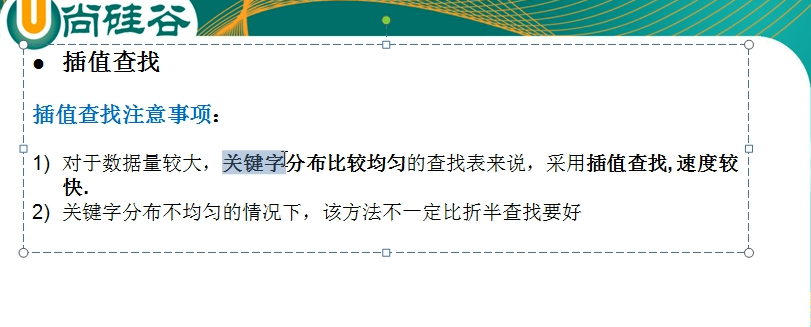 U尚硅谷
● 插值查找
插值查找注意事项：
1) 对于数据量较大，关键字分布比较均匀的查找表来说，采用插值查找, 速度较
快.
2) 关键字分布不均匀的情况下，该方法不一定比折半查找要好